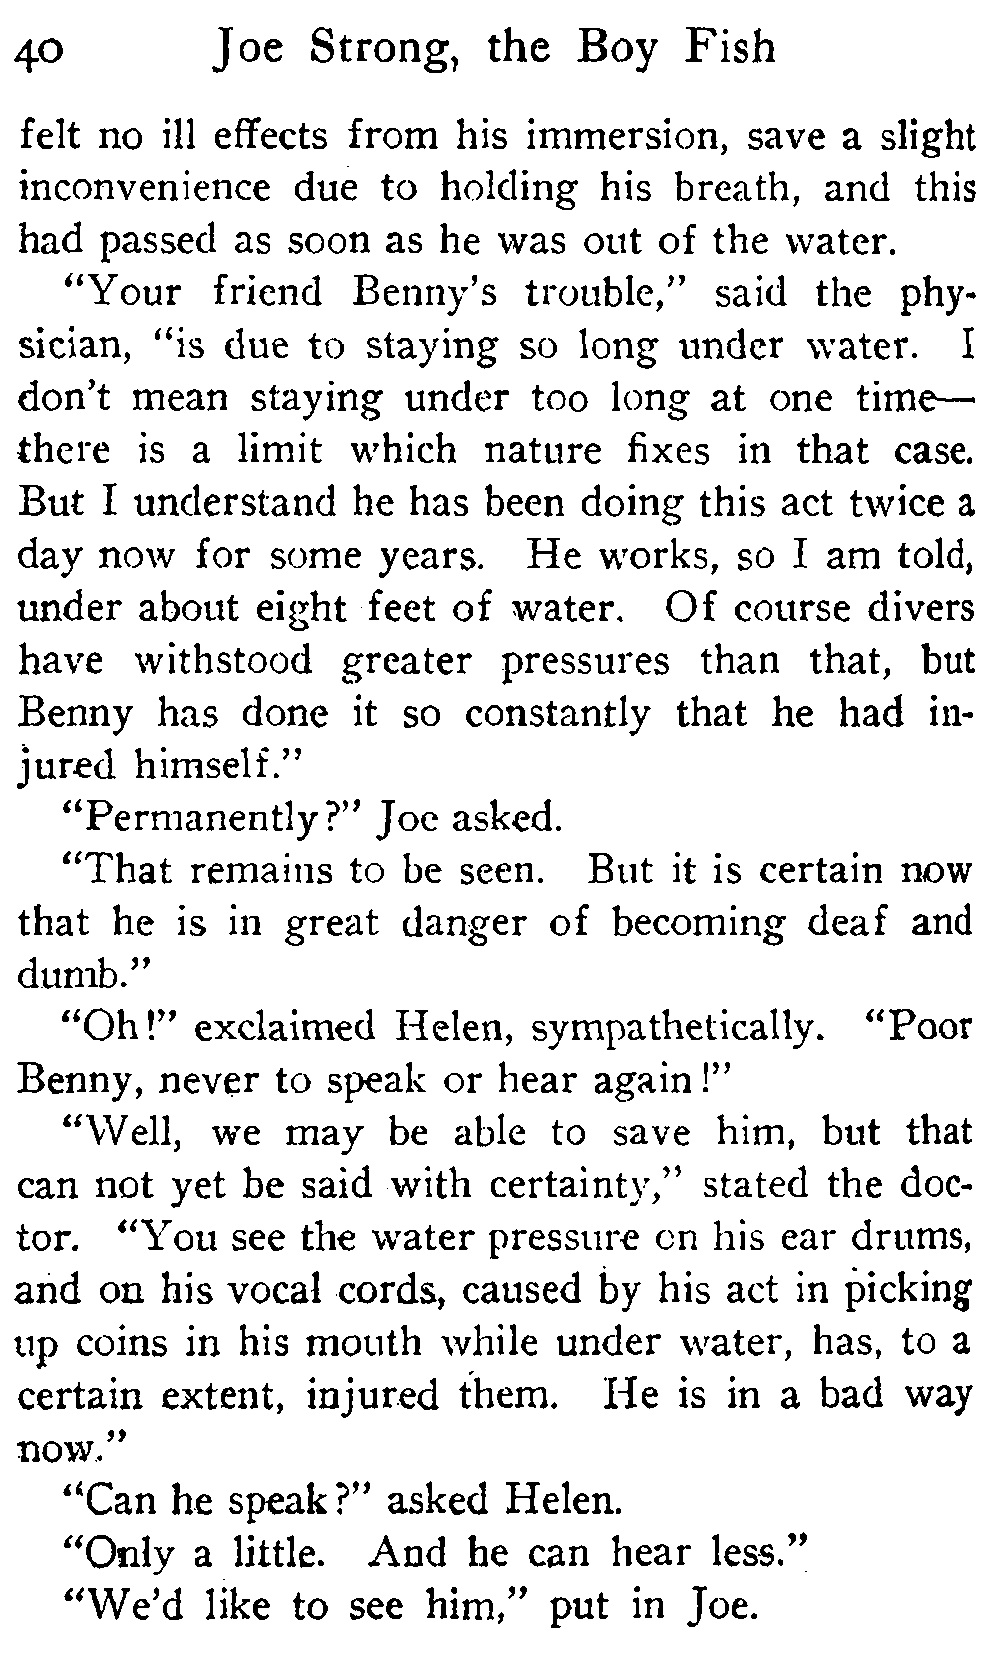 40 Joe Strong, the Boy Fish
felt no ill effects from his immersion, save a slight
inconvenience due to holding his breath, and this
had passed as soon as he was out of the water.
“Your friend Benny’s trouble,” said the phy-
sician, “is due to staying so long under water. I
don’t mean staying under too long at one time—
there is a limit which nature fixes in that case.
But I understand he has been doing this act twice a
day now for some years. He works, so I am told,
under about eight feet of water. Of course divers
have withstood greater pressures than that, but
Benny has done it so constantly that he had in-
jured himself.”
“Permanently?” Joe asked.
“That remains to be seen. But it is certain now
that he is in great danger of becoming deaf and
dumb.”
“Oh!” exclaimed Helen, sympathetically. “Poor
Benny, never to speak or hear again!”
“Well, we may be able to save him, but that
can not yet be said with certainty,” stated the doc-
tor. “You see the water pressure on his ear drums,
and on his vocal cords, caused by his act in picking
up coins in his mouth while under water, has, to a
certain extent, injured them. He is in a bad way
now.”
“Can he speak?” asked Helen.
“Only a little. And he can hear less.”
“We’d like to see him,” put in Joe.